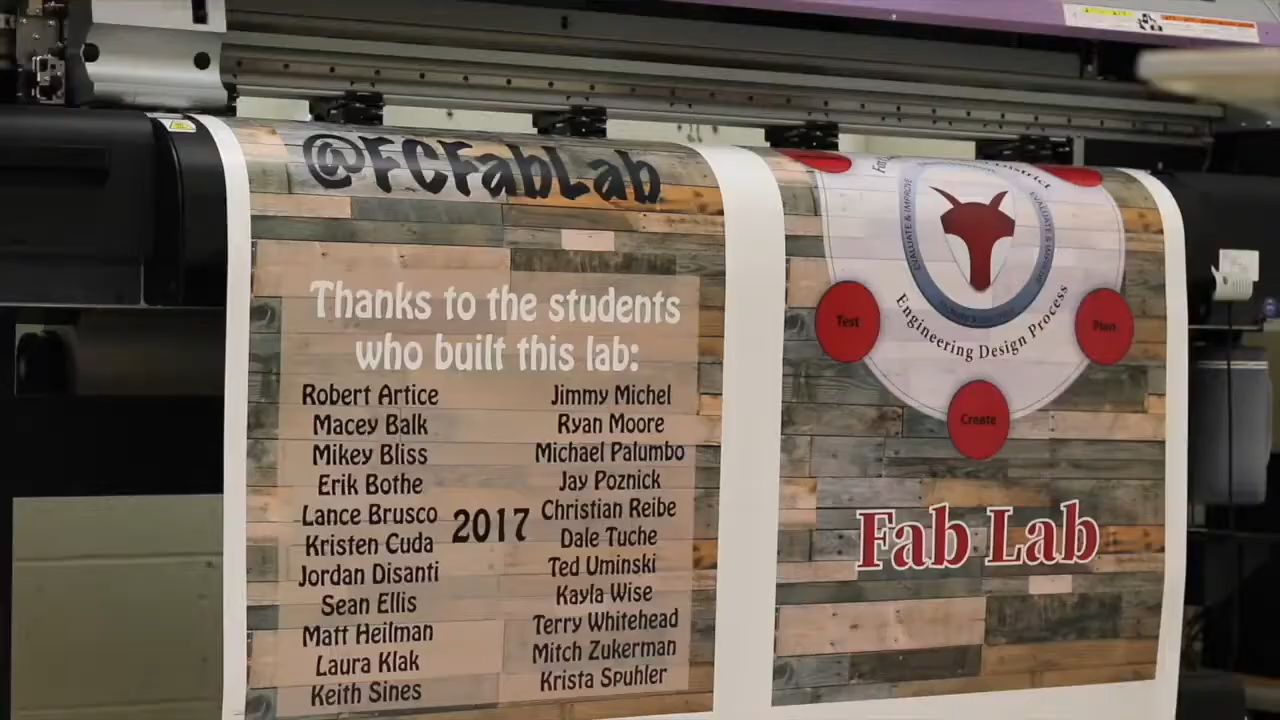 @FCFabLab
Thanks to the students
who built this lab:
Robert Artice
Macey Balk
Mikey Bliss
Erik Bothe
Lance Brusco
Kristen Cuda
Jordan Disanti
Sean Ellis
Matt Heilman
Laura Klak
Keith Sines
2017
Jimmy Michel
Ryan Moore
Michael Palumbo
Jay Poznick
Christian Reibe
Dale Tuche
Ted Uminski
Kayla Wise
Terry Whitehead
Mitch Zukerman
Krista Spuhler
District
EVALUATE & IMPROVE
EVALUATE & IMPROVE
Engineering Design Process
Test
Plan
Create
Fab Lab